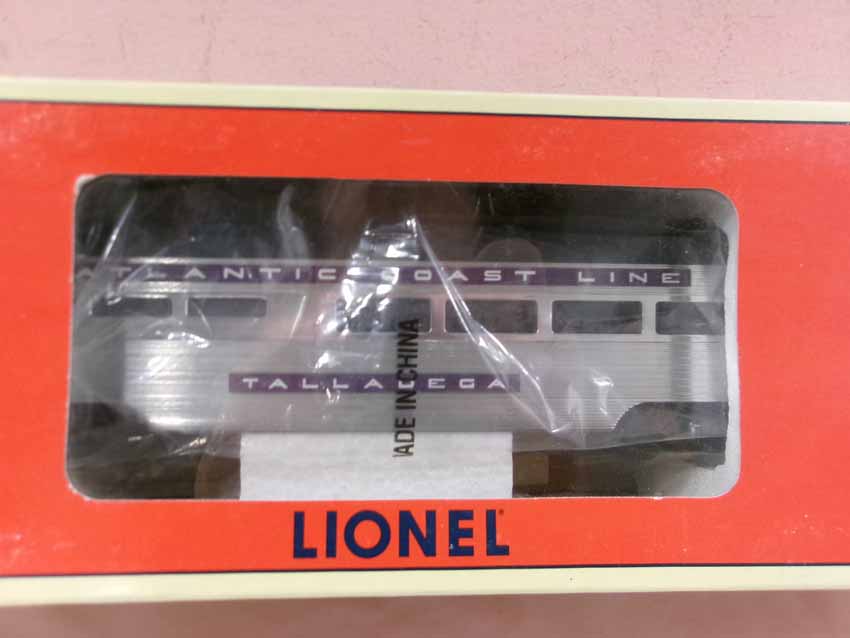 ATLANTIC COAST LINE
TALLADEGA
ADE IN CHINA
LIONEL